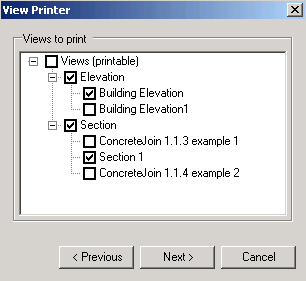 View Printer
Views to print
Views (printable)
Elevation
Building Elevation
Building Elevation1
Section
ConcreteJoin 1.1.3 example 1
Section 1
ConcreteJoin 1.1.4 example 2
< Previous
Next >
Cancel